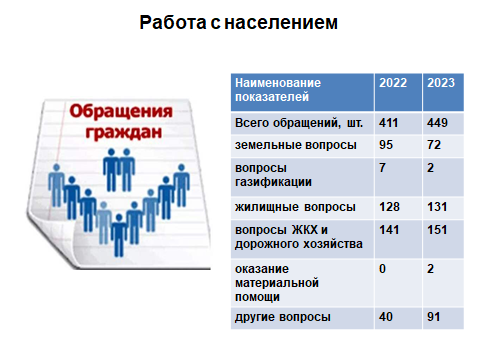 Работа с населением
Обращения
граждан
Наименование показателей 2022 2023
Всего обращений, шт. 411 449
земельные вопросы 95 72
вопросы газификации 7 2
жилищные вопросы 128 131
вопросы ЖКХ и дорожного хозяйства 141 151
оказание материальной помощи 0 2
другие вопросы 40 91